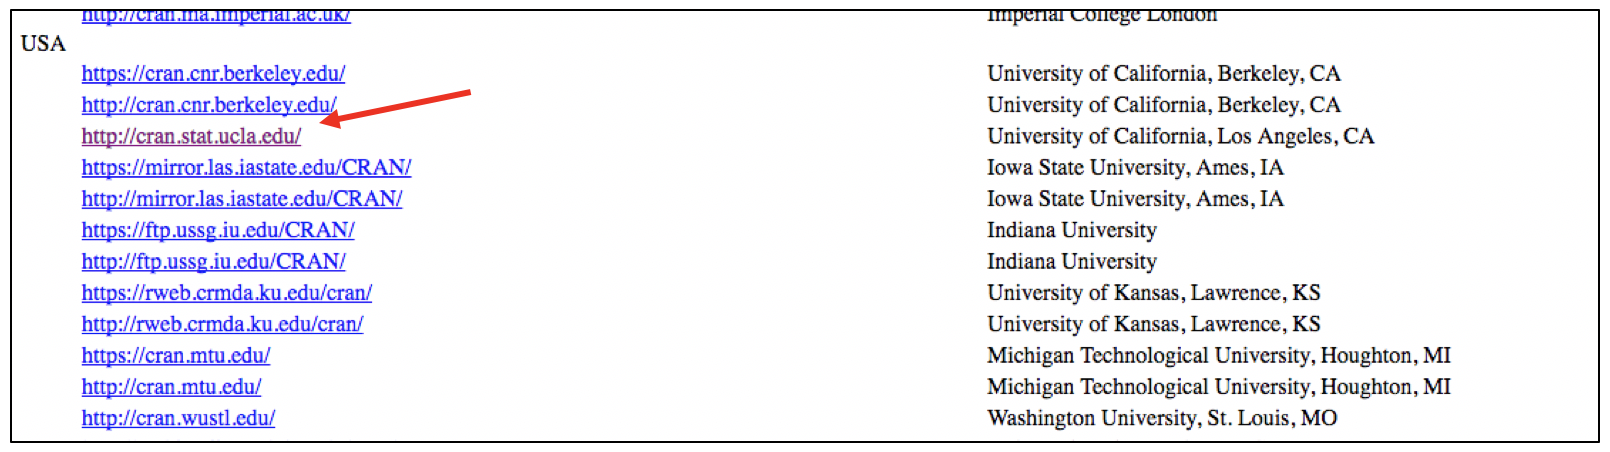 http://cran.ma.imperial.ac.uk/ Imperial College London
USA
https://cran.cnr.berkeley.edu/ University of California, Berkeley, CA
http://cran.cnr.berkeley.edu/ University of California, Berkeley, CA
http://cran.stat.ucla.edu/ University of California, Los Angeles, CA
https://mirror.las.iastate.edu/CRAN/ Iowa State University, Ames, IA
http://mirror.las.iastate.edu/CRAN/ Iowa State University, Ames, IA
https://ftp.ussg.iu.edu/CRAN/ Indiana University
http://ftp.ussg.iu.edu/CRAN/ Indiana University
https://rweb.crmda.ku.edu/cran/ University of Kansas, Lawrence, KS
http://rweb.crmda.ku.edu/cran/ University of Kansas, Lawrence, KS
https://cran.mtu.edu/ Michigan Technological University, Houghton, MI
http://cran.mtu.edu/ Michigan Technological University, Houghton, MI
http://cran.wustl.edu/ Washington University, St. Louis, MO